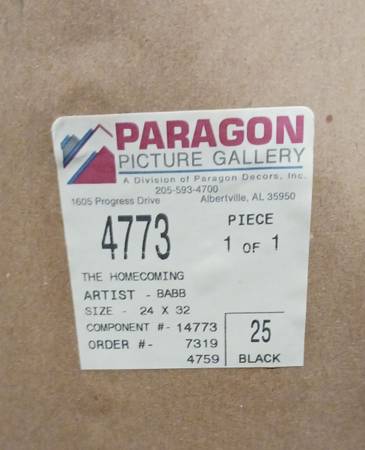 PARAGON
PICTURE GALLERY
A Division of Paragon Decors, Inc.
205-593-4700
1605 Progress Drive Albertville, AL 35950
4773 PIECE
1 OF 1
THE HOMECOMING
ARTIST - BABB
SIZE - 24 X 32
COMPONENT #- 14773
ORDER #- 7319
4759
25
BLACK